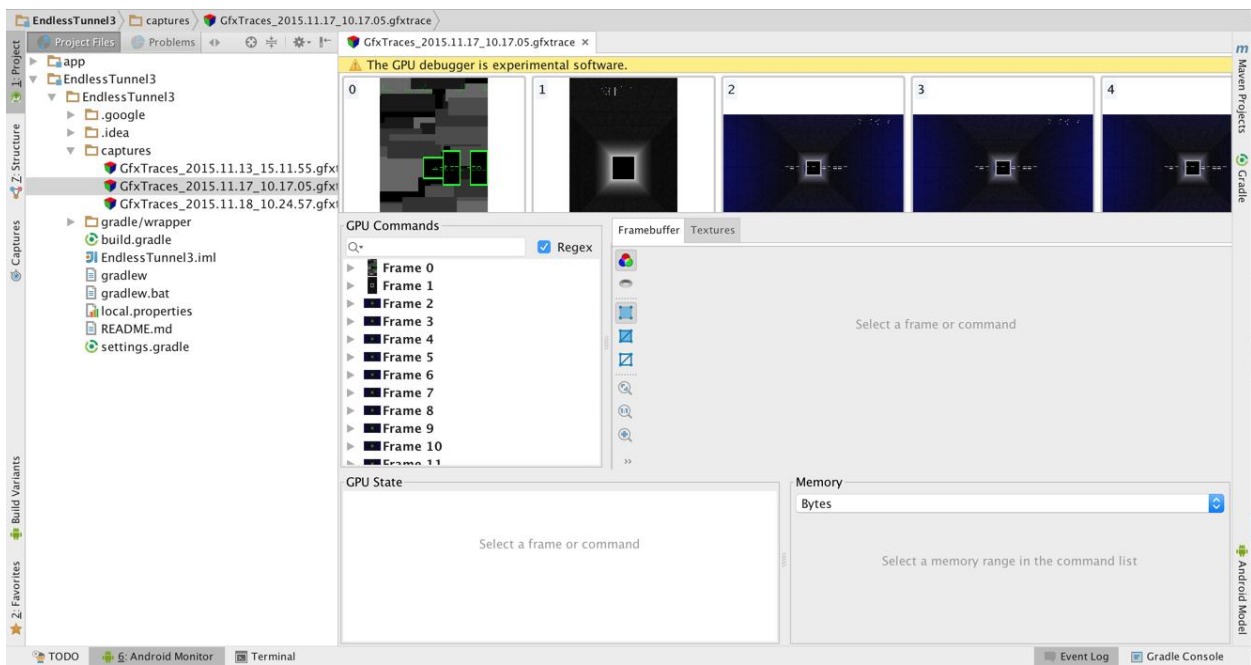 EndlessTunnel3 captures GfxTraces_2015.11.17_10.17.05.gfxtrace
1: Project
Z: Structure
Captures
Build Variants
2: Favorites
Project Files Problems
app
EndlessTunnel3
EndlessTunnel3
.google
.idea
captures
GfxTraces_2015.11.13_15.11.55.gfxt
GfxTraces_2015.11.17_10.17.05.gfxt
GfxTraces_2015.11.18_10.24.57.gfxt
gradle/wrapper
build.gradle
EndlessTunnel3.iml
gradlew
gradlew.bat
local.properties
README.md
settings.gradle
GfxTraces_2015.11.17_10.17.05.gfxtrace ×
The GPU debugger is experimental software.
0 1 2 3 4
GPU Commands
Regex
Frame 0
Frame 1
Frame 2
Frame 3
Frame 4
Frame 5
Frame 6
Frame 7
Frame 8
Frame 9
Frame 10
Frame 11
Framebuffer Textures
1:1
Select a frame or command
GPU State
Select a frame or command
Memory
Bytes
Select a memory range in the command list
m Maven Projects
Gradle
Android Model
TODO 6: Android Monitor Terminal Event Log Gradle Console